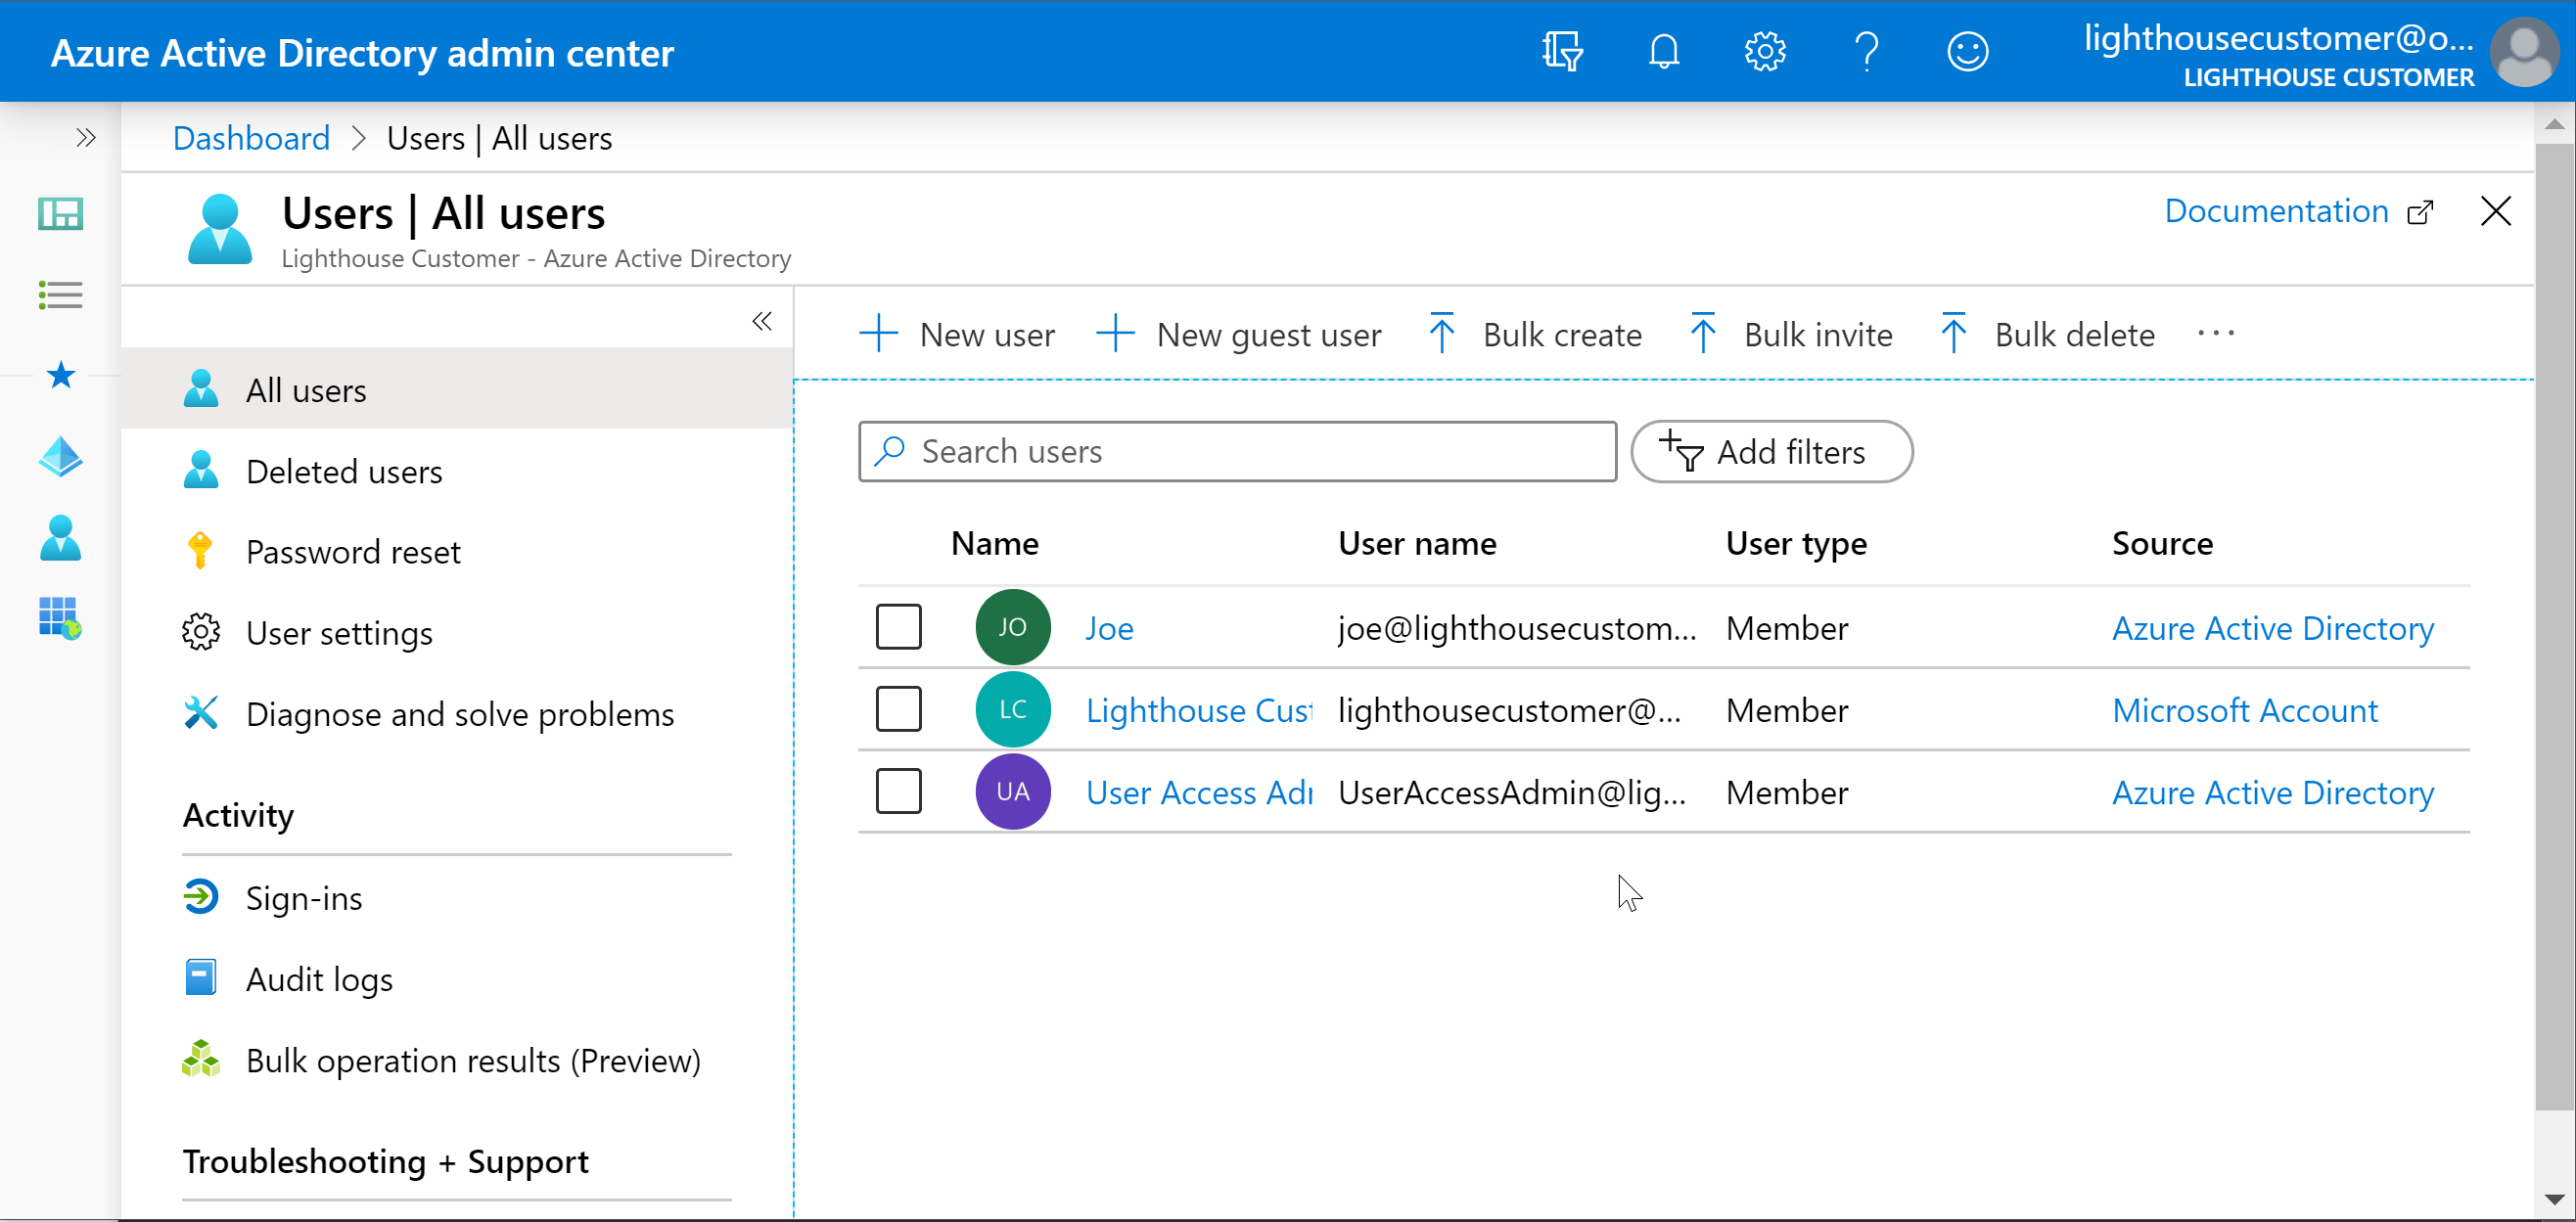 Azure Active Directory admin center
lighthousecustomer@o...
LIGHTHOUSE CUSTOMER
Dashboard > Users | All users
Users | All users
Lighthouse Customer - Azure Active Directory
Documentation
New user
New guest user
Bulk create
Bulk invite
Bulk delete
...
All users
Deleted users
Password reset
User settings
Diagnose and solve problems
Activity
Sign-ins
Audit logs
Bulk operation results (Preview)
Troubleshooting + Support
Search users
Add filters
Name User name User type Source
JO Joe joe@lighthousecustom... Member Azure Active Directory
LC Lighthouse Cust lighthousecustomer@... Member Microsoft Account
UA User Access Adm UserAccessAdmin@lig... Member Azure Active Directory